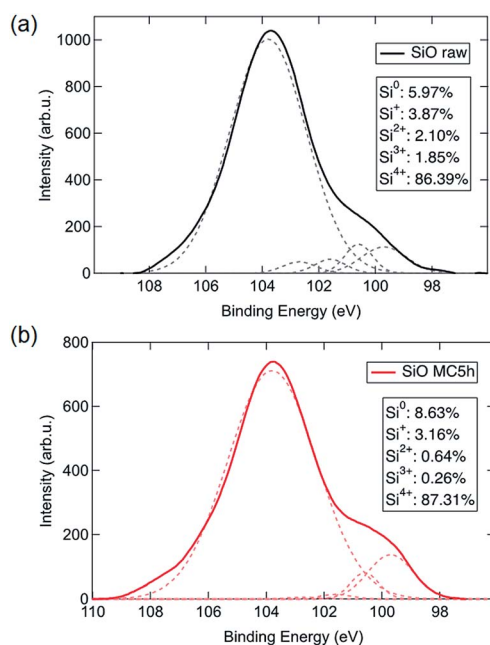 (a)
1000
800
600
400
200
0
Intensity (arb.u.)
SiO raw
Si⁰: 5.97%
Si⁺: 3.87%
Si²⁺: 2.10%
Si³⁺: 1.85%
Si⁴⁺: 86.39%
108 106 104 102 100 98
Binding Energy (eV)
(b)
800
600
400
200
0
Intensity (arb.u.)
SiO MC5h
Si⁰: 8.63%
Si⁺: 3.16%
Si²⁺: 0.64%
Si³⁺: 0.26%
Si⁴⁺: 87.31%
110 108 106 104 102 100 98
Binding Energy (eV)